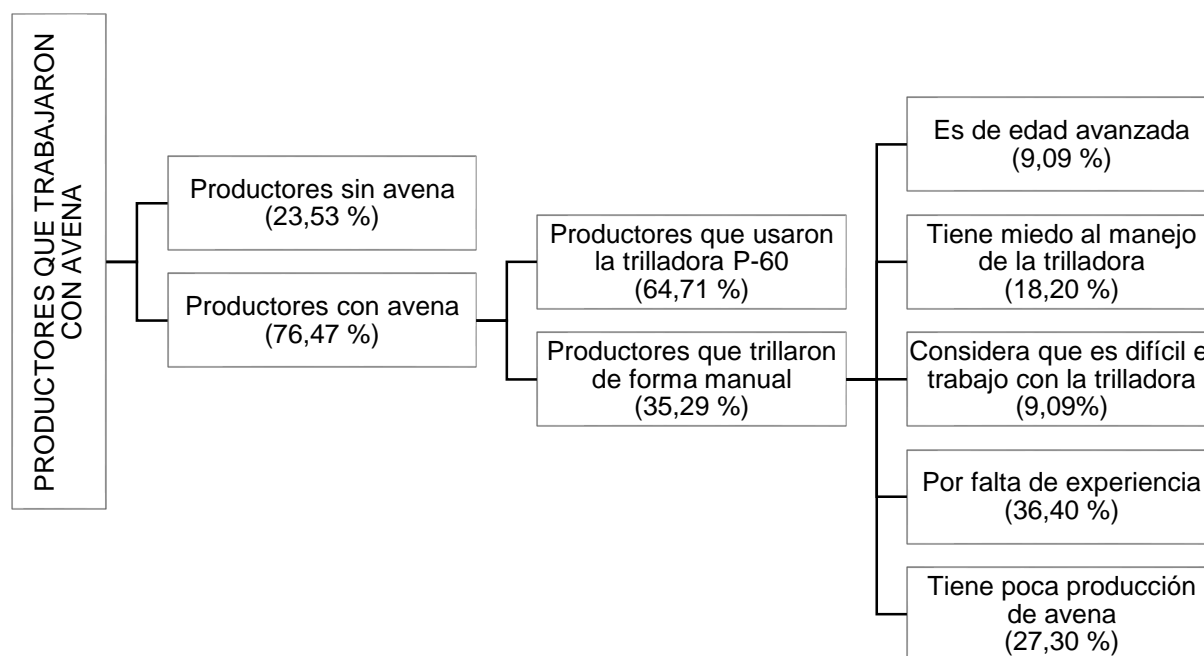 PRODUCTORES QUE TRABAJARON
CON AVENA
Productores sin avena
(23,53 %)
Productores con avena
(76,47 %)
Productores que usaron
la trilladora P-60
(64,71 %)
Productores que trillaron
de forma manual
(35,29 %)
Es de edad avanzada
(9,09 %)
Tiene miedo al manejo
de la trilladora
(18,20 %)
Considera que es difícil e
trabajo con la trilladora
(9,09%)
Por falta de experiencia
(36,40 %)
Tiene poca producción
de avena
(27,30 %)